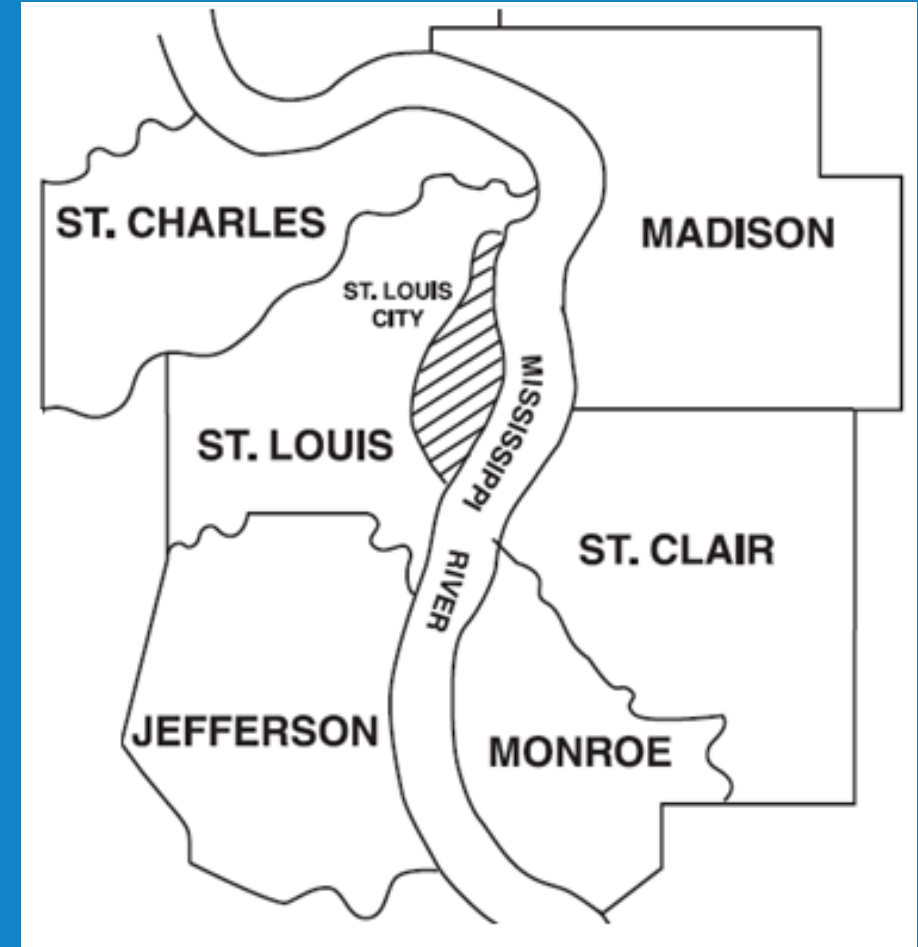 ST. CHARLES
MADISON
ST. LOUIS
CITY
MISSISSIPPI
RIVER
ST. LOUIS
ST. CLAIR
JEFFERSON
MONROE